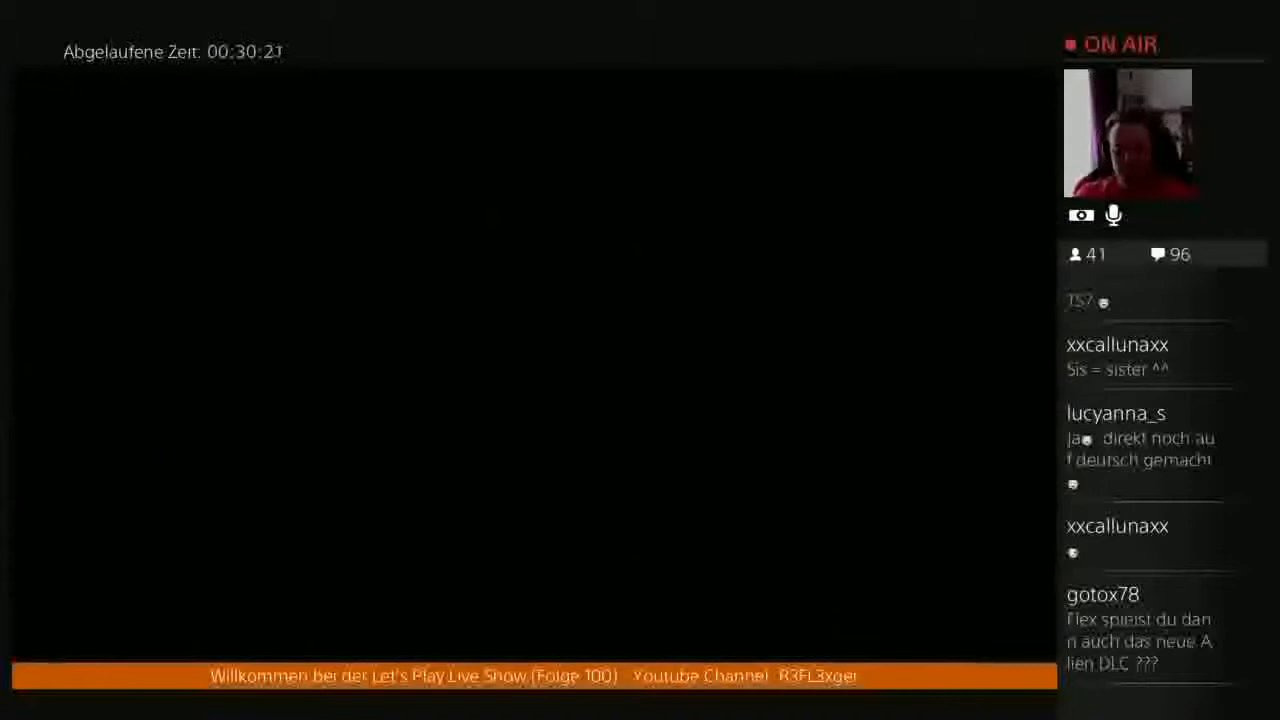 Abgelaufene Zeit: 00:30:21
ON AIR
41 96
TS?
xxcallunaxx
Sis = sister ^^
lucyanna_s
Ja direkt noch au
f deutsch gemacht
xxcallunaxx
gotox78
Flex spielst du dan
n auch das neue A
lien DLC ???
Willkommen bei der Let's Play Live Show (Folge 100) Youtube Channel R3FL3xger